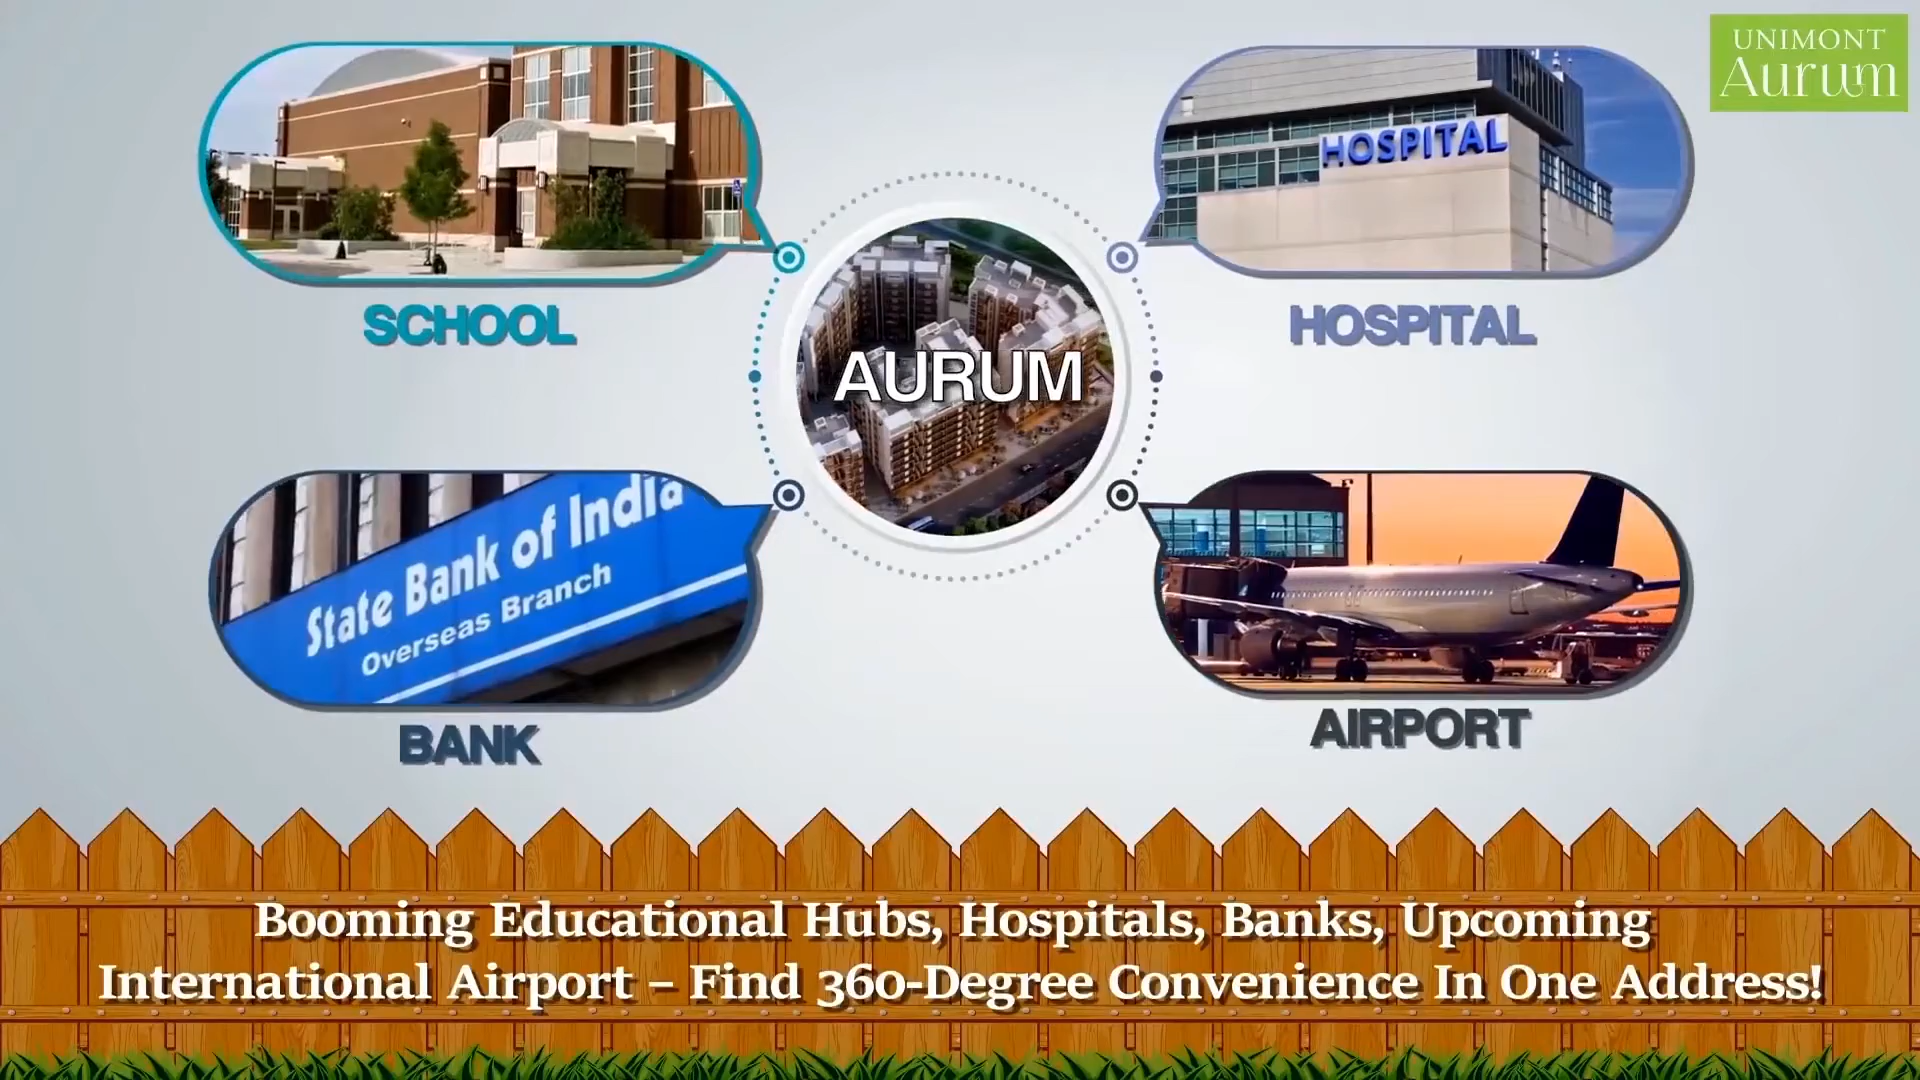 UNIMONT
Aurum
HOSPITAL
SCHOOL
HOSPITAL
AURUM
State Bank of India
Overseas Branch
BANK
AIRPORT
Booming Educational Hubs, Hospitals, Banks, Upcoming
International Airport – Find 360-Degree Convenience In One Address!